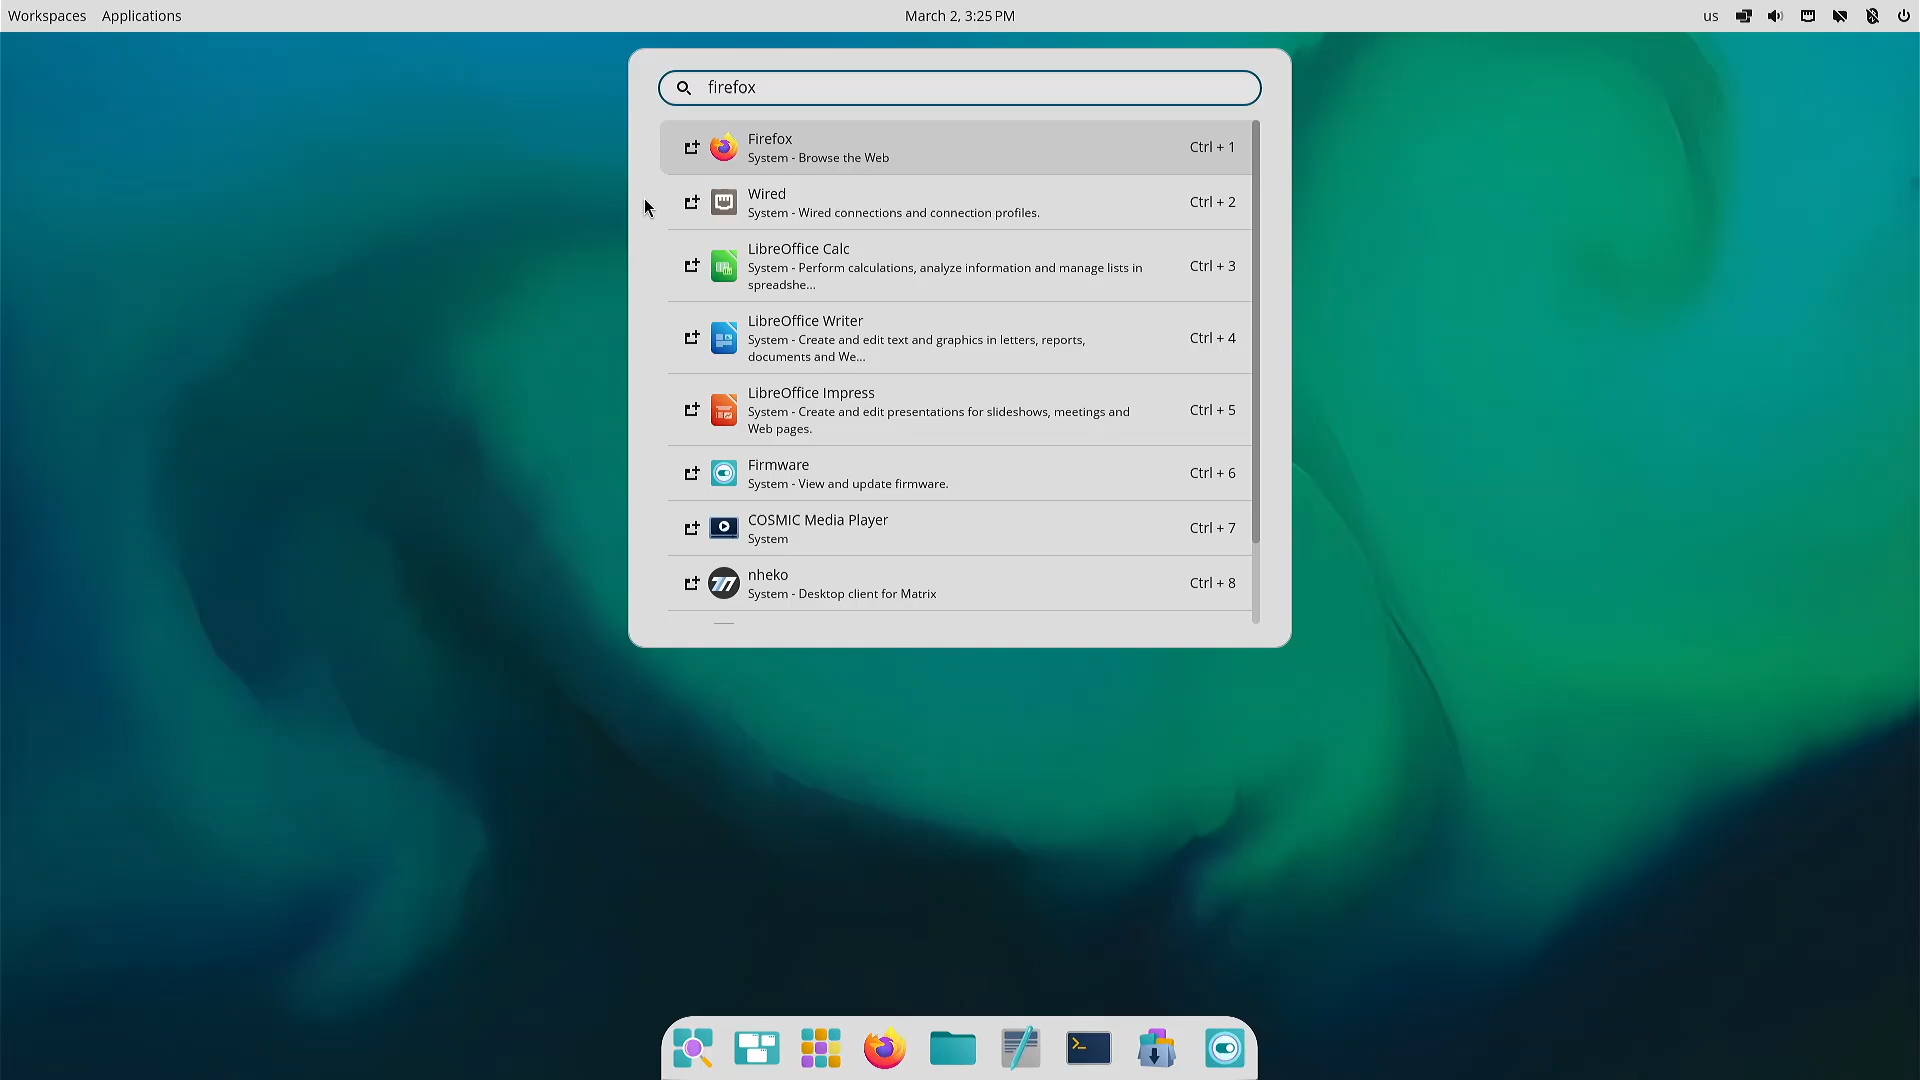 Workspaces Applications March 2, 3:25 PM us
firefox
Firefox
System - Browse the Web
Ctrl + 1
Wired
System - Wired connections and connection profiles.
Ctrl + 2
LibreOffice Calc
System - Perform calculations, analyze information and manage lists in
spreadshe...
Ctrl + 3
LibreOffice Writer
System - Create and edit text and graphics in letters, reports,
documents and We...
Ctrl + 4
LibreOffice Impress
System - Create and edit presentations for slideshows, meetings and
Web pages.
Ctrl + 5
Firmware
System - View and update firmware.
Ctrl + 6
COSMIC Media Player
System
Ctrl + 7
nheko
System - Desktop client for Matrix
Ctrl + 8